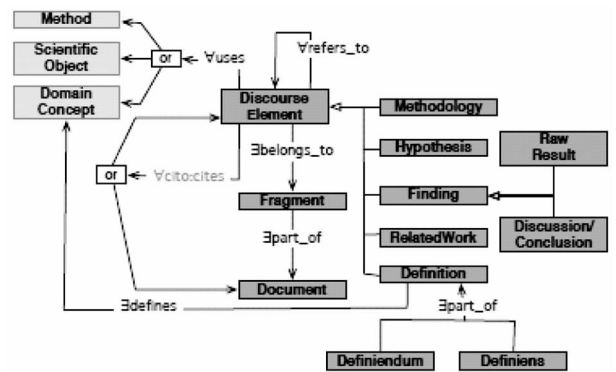 Method
Scientific
Object
Domain
Concept
or
∀uses
∀refers_to
Discourse
Element
Methodology
Hypothesis
Raw
Result
∃belongs_to
or
∀cito:cites
Fragment
Finding
∃part_of
RelatedWork
Discussion/
Conclusion
Document
Definition
∃defines
∃part_of
Definiendum
Definiens